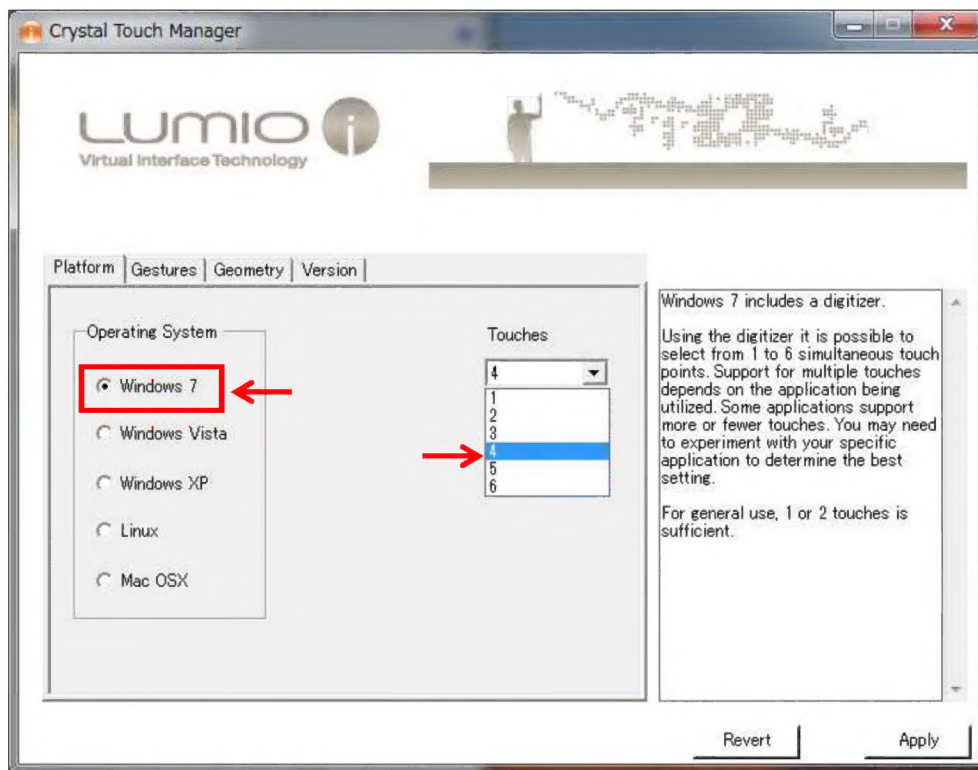 Crystal Touch Manager
LUMIO i
Virtual Interface Technology
Platform Gestures Geometry Version
Operating System
Windows 7
Windows Vista
Windows XP
Linux
Mac OSX
Touches
4
1
2
3
4
5
6
Windows 7 includes a digitizer.
Using the digitizer it is possible to
select from 1 to 6 simultaneous touch
points. Support for multiple touches
depends on the application being
utilized. Some applications support
more or fewer touches. You may need
to experiment with your specific
application to determine the best
setting.
For general use, 1 or 2 touches is
sufficient.
Revert Apply